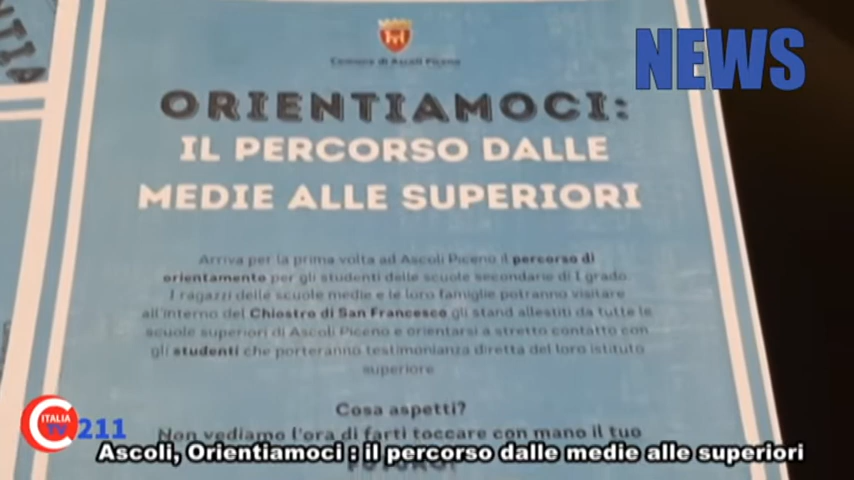 NEWS
Comune di Ascoli Piceno
ORIENTIAMOCI:
IL PERCORSO DALLE
MEDIE ALLE SUPERIORI
Arriva per la prima volta ad Ascoli Piceno il percorso di
orientamento per gli studenti delle scuole secondarie di I grado.
I ragazzi delle scuole medie e le loro famiglie potranno visitare
all'interno del Chiostro di San Francesco gli stand allestiti da tutte le
scuole superiori di Ascoli Piceno e orientarsi a stretto contatto con
gli studenti che porteranno testimonianza diretta del loro istituto
superiore
Cosa aspetti?
Non vediamo l'ora di farti toccare con mano il tuo
ITALIA
TV 211
Ascoli, Orientiamoci : il percorso dalle medie alle superiori